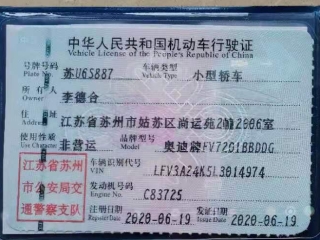 中华人民共和国机动车行驶证
Vehicle License of the People's Republic of China
号牌号码 苏U6S887 车辆类型 小型轿车
Plate No. Vehicle Type
所有人 李德合
Owner
住址 江苏省苏州市姑苏区尚运苑2幢2006室
Address
使用性质 非营运 品牌型号 奥迪牌FV7201BBDDG
Use Character Model
江苏省苏州市公安局交通警察支队
车辆识别代号 LFV3A24K5L3014974
VIN
发动机号码 C83725
Engine No.
注册日期 2020-06-19 发证日期 2020-06-19
Register Date Issue Date